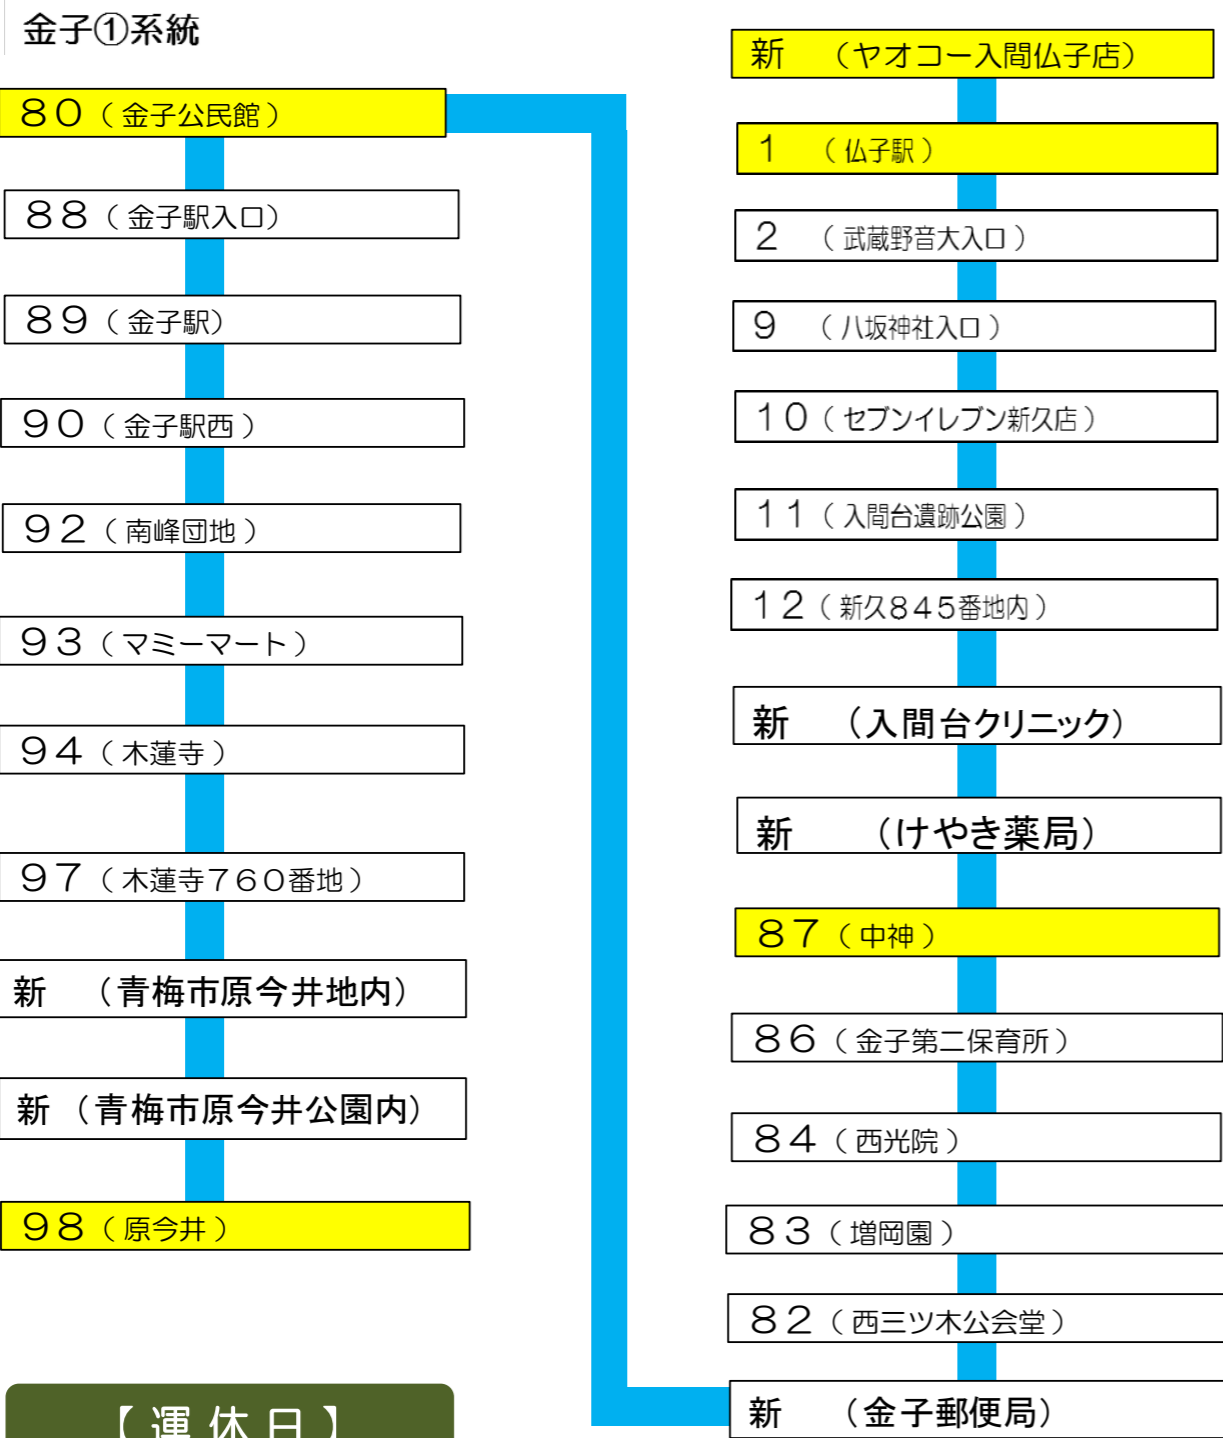 金子①系統
８０（金子公民館）
８８（金子駅入口）
８９（金子駅）
９０（金子駅西）
９２（南峰団地）
９３（マミーマート）
９４（木蓮寺）
９７（木蓮寺７６０番地）
新　（青梅市原今井地内）
新（青梅市原今井公園内）
９８（原今井）
【運休日】
新　（ヤオコー入間仏子店）
１　（仏子駅）
２　（武蔵野音大入口）
９　（八坂神社入口）
１０（セブンイレブン新久店）
１１（入間台遺跡公園）
１２（新久８４５番地内）
新　（入間台クリニック）
新　（けやき薬局）
８７（中神）
８６（金子第二保育所）
８４（西光院）
８３（増岡園）
８２（西三ツ木公会堂）
新　（金子郵便局）